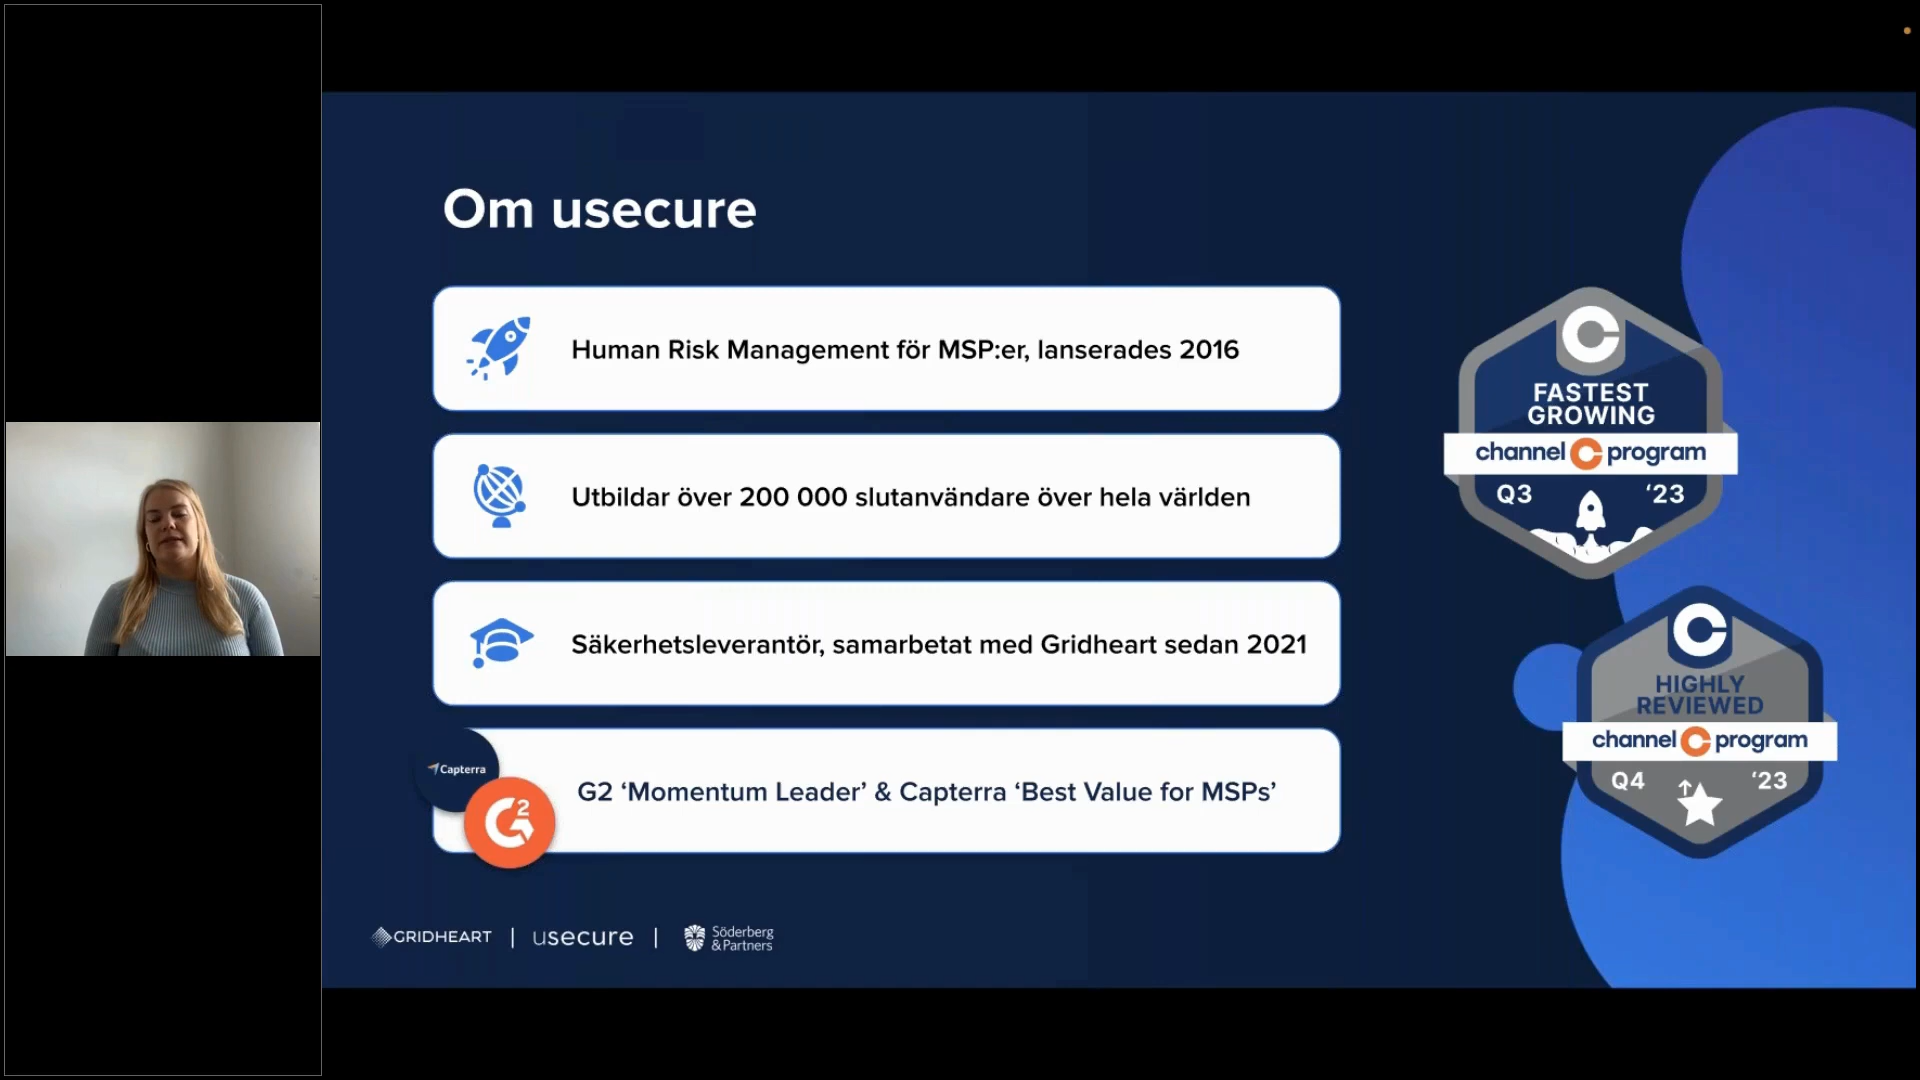 Om usecure
Human Risk Management för MSP:er, lanserades 2016
Utbildar över 200 000 slutanvändare över hela världen
Säkerhetsleverantör, samarbetat med Gridheart sedan 2021
Capterra
G2
G2 ‘Momentum Leader’ & Capterra ‘Best Value for MSPs’
FASTEST
GROWING
channel program
Q3 ‘23
HIGHLY
REVIEWED
channel program
Q4 ‘23
GRIDHEART | usecure | Söderberg
&Partners